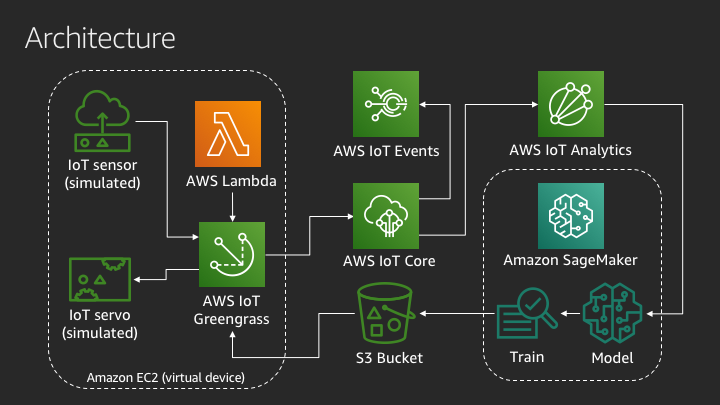 Architecture
IoT sensor
(simulated)
AWS Lambda
AWS IoT Events
AWS IoT Analytics
AWS IoT Core
Amazon SageMaker
IoT servo
(simulated)
AWS IoT
Greengrass
S3 Bucket
Train
Model
Amazon EC2 (virtual device)